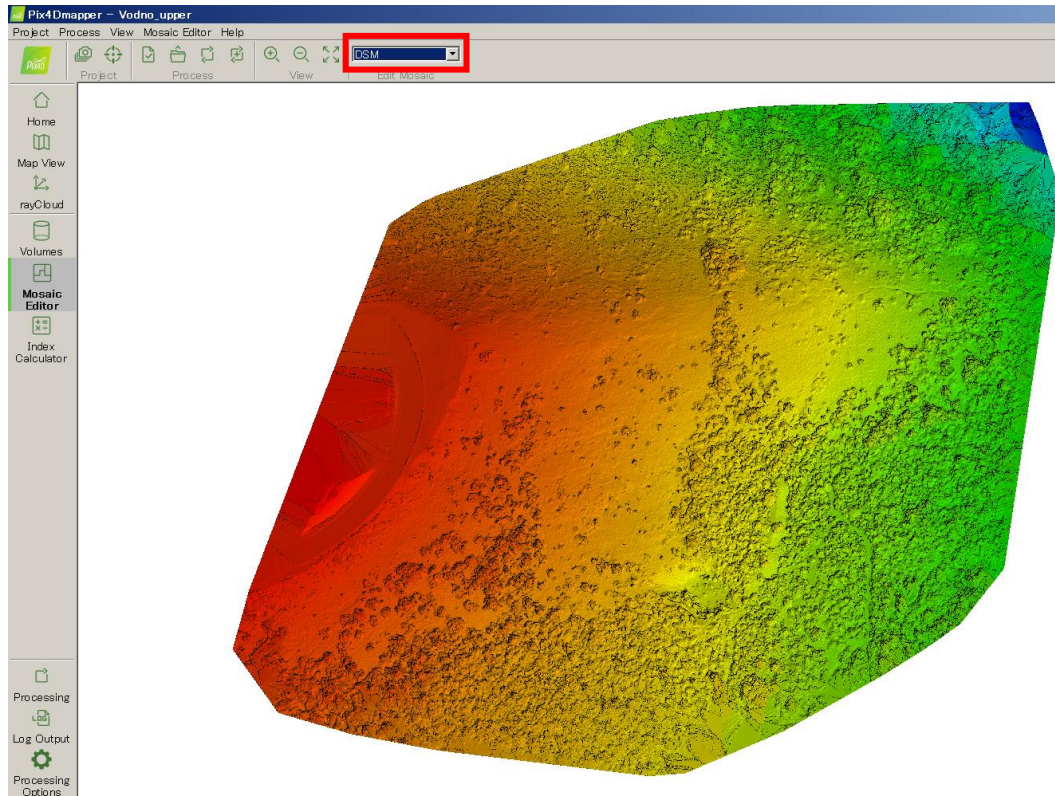 Pix4Dmapper - Vodno_upper
Project Process View Mosaic Editor Help
DSM
Project Process View Edit Mosaic
Home
Map View
rayCloud
Volumes
Mosaic
Editor
Index
Calculator
Processing
LOG
Log Output
Processing
Options